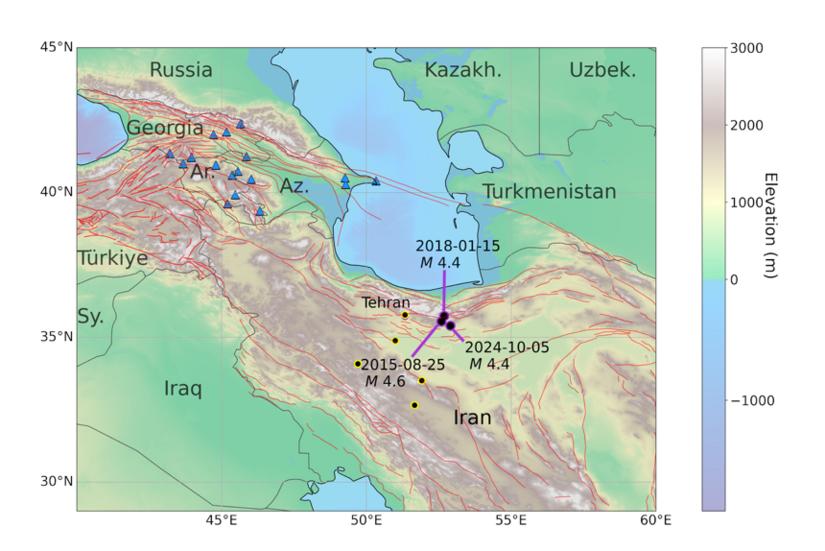 45°N
Russia
Kazakh.
Uzbek.
Georgia
Ar.
Az.
40°N
Turkmenistan
Türkiye
2018-01-15
M 4.4
Tehran
Sy.
35°N
2024-10-05
M 4.4
2015-08-25
M 4.6
Iraq
Iran
30°N
45°E
50°E
55°E
60°E
3000
2000
1000
0
−1000
Elevation (m)